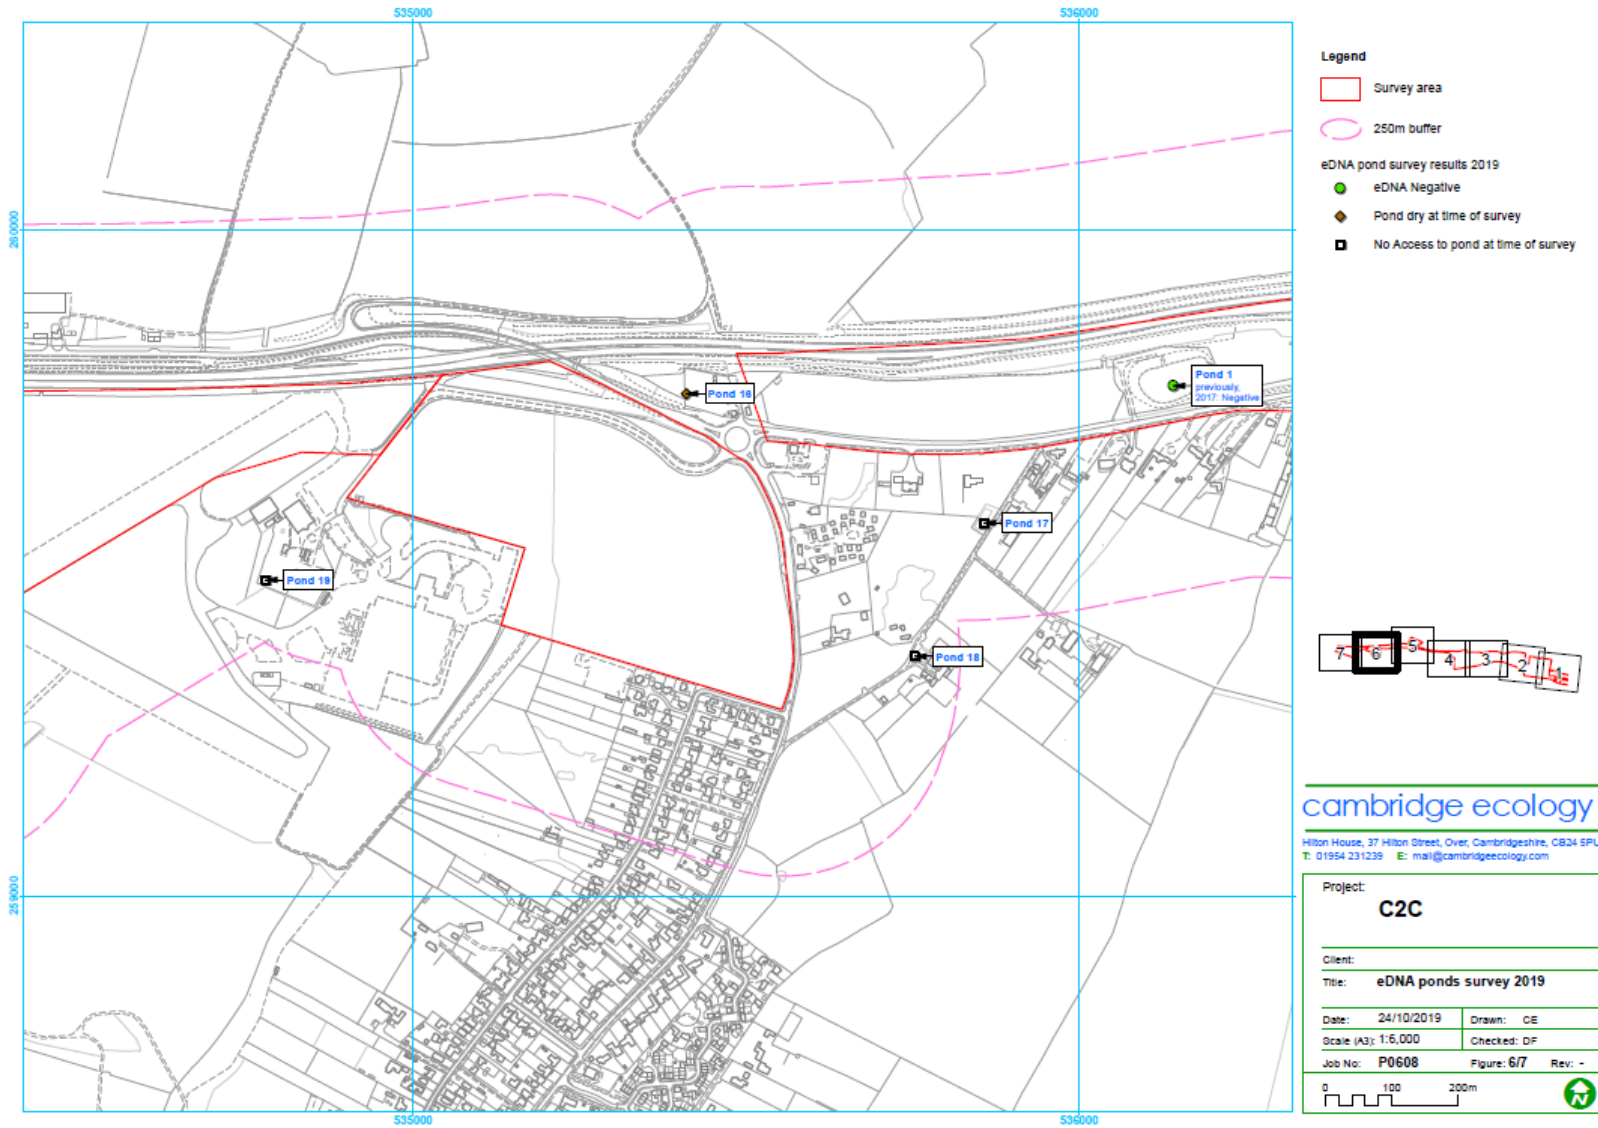 535000
536000
260000
259000
535000
536000
Pond 16
Pond 1
previously,
2017: Negative
Pond 17
Pond 19
Pond 18
Legend
Survey area
250m buffer
eDNA pond survey results 2019
eDNA Negative
Pond dry at time of survey
No Access to pond at time of survey
7 6 5 4 3 2 1
cambridge ecology
Hilton House, 37 Hilton Street, Over, Cambridgeshire, CB24 5PU
T: 01954 231239 E: mail@cambridgeecology.com
Project:
C2C
Client:
Title: eDNA ponds survey 2019
Date: 24/10/2019 Drawn: CE
Scale (A3): 1:6,000 Checked: DF
Job No: P0608 Figure: 6/7 Rev: -
0 100 200m
N